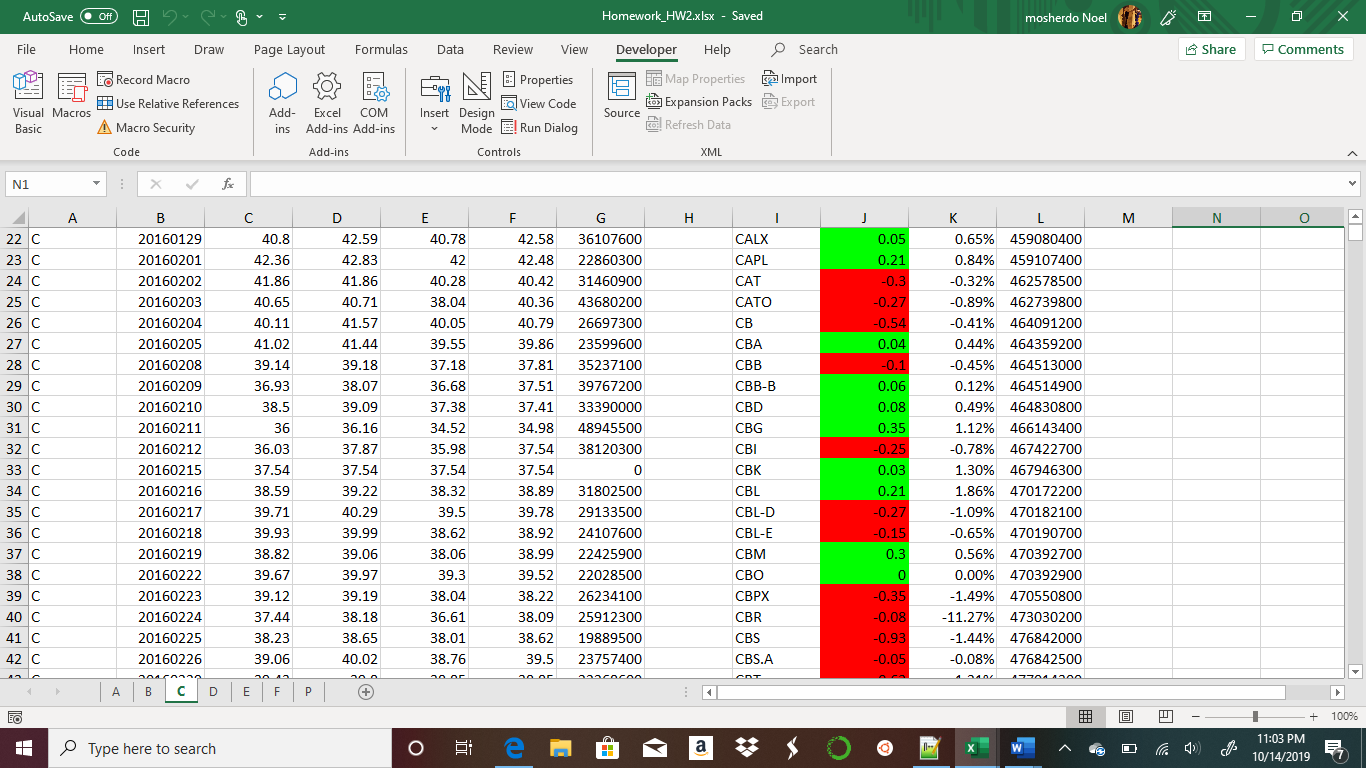 AutoSave Off Homework_HW2.xlsx - Saved mosherdo Noel
File Home Insert Draw Page Layout Formulas Data Review View Developer Help Search Share Comments
Visual Basic Macros Record Macro Use Relative References Macro Security Add-ins Excel Add-ins COM Add-ins Insert Design Mode Properties View Code Run Dialog Source Map Properties Expansion Packs Refresh Data Import Export
Code Add-ins Controls XML
N1 fx
A B C D E F G H I J K L M N O
22 C 20160129 40.8 42.59 40.78 42.58 36107600 CALX 0.05 0.65% 459080400
23 C 20160201 42.36 42.83 42 42.48 22860300 CAPL 0.21 0.84% 459107400
24 C 20160202 41.86 41.86 40.28 40.42 31460900 CAT -0.3 -0.32% 462578500
25 C 20160203 40.65 40.71 38.04 40.36 43680200 CATO -0.27 -0.89% 462739800
26 C 20160204 40.11 41.57 40.05 40.79 26697300 CB -0.54 -0.41% 464091200
27 C 20160205 41.02 41.44 39.55 39.86 23599600 CBA 0.04 0.44% 464359200
28 C 20160208 39.14 39.18 37.18 37.81 35237100 CBB -0.1 -0.45% 464513000
29 C 20160209 36.93 38.07 36.68 37.51 39767200 CBB-B 0.06 0.12% 464514900
30 C 20160210 38.5 39.09 37.38 37.41 33390000 CBD 0.08 0.49% 464830800
31 C 20160211 36 36.16 34.52 34.98 48945500 CBG 0.35 1.12% 466143400
32 C 20160212 36.03 37.87 35.98 37.54 38120300 CBI -0.25 -0.78% 467422700
33 C 20160215 37.54 37.54 37.54 37.54 0 CBK 0.03 1.30% 467946300
34 C 20160216 38.59 39.22 38.32 38.89 31802500 CBL 0.21 1.86% 470172200
35 C 20160217 39.71 40.29 39.5 39.78 29133500 CBL-D -0.27 -1.09% 470182100
36 C 20160218 39.93 39.99 38.62 38.92 24107600 CBL-E -0.15 -0.65% 470190700
37 C 20160219 38.82 39.06 38.06 38.99 22425900 CBM 0.3 0.56% 470392700
38 C 20160222 39.67 39.97 39.3 39.52 22028500 CBO 0 0.00% 470392900
39 C 20160223 39.12 39.19 38.04 38.22 26234100 CBPX -0.35 -1.49% 470550800
40 C 20160224 37.44 38.18 36.61 38.09 25912300 CBR -0.08 -11.27% 473030200
41 C 20160225 38.23 38.65 38.01 38.62 19889500 CBS -0.93 -1.44% 476842000
42 C 20160226 39.06 40.02 38.76 39.5 23757400 CBS.A -0.05 -0.08% 476842500
A B C D E F P
100%
Type here to search 11:03 PM
10/14/2019 7